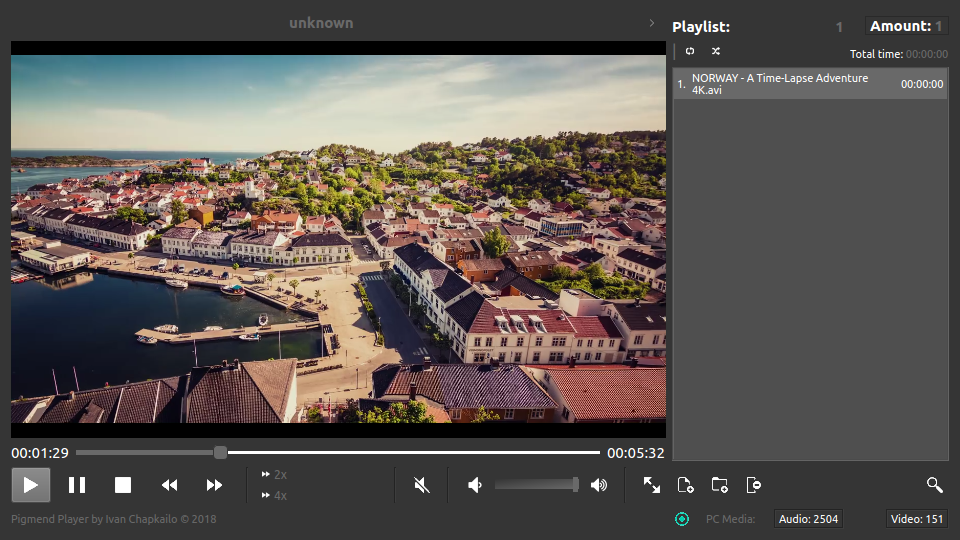 unknown
Playlist: 1 Amount: 1
Total time: 00:00:00
1. NORWAY - A Time-Lapse Adventure 4K.avi 00:00:00
00:01:29 00:05:32
2x
4x
Pigmend Player by Ivan Chapkailo © 2018
PC Media: Audio: 2504 Video: 151